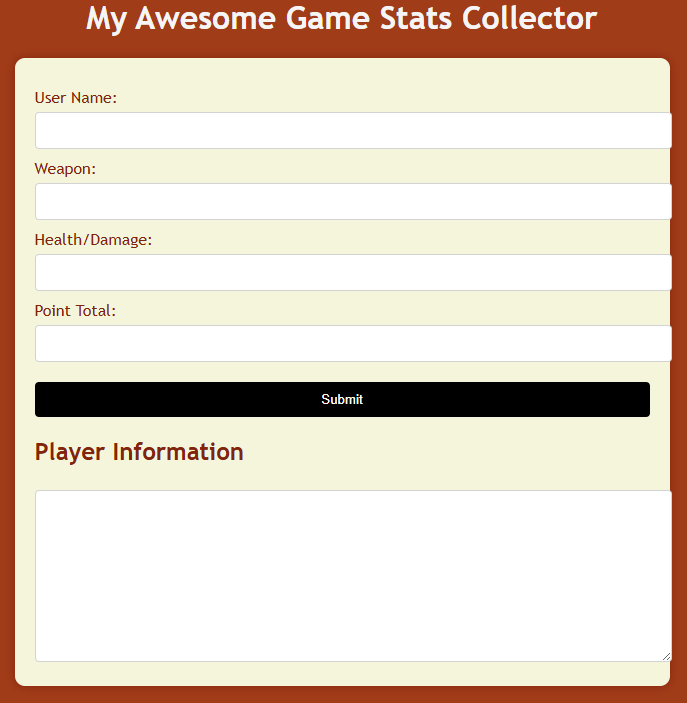 My Awesome Game Stats Collector
User Name:
Weapon:
Health/Damage:
Point Total:
Submit
Player Information